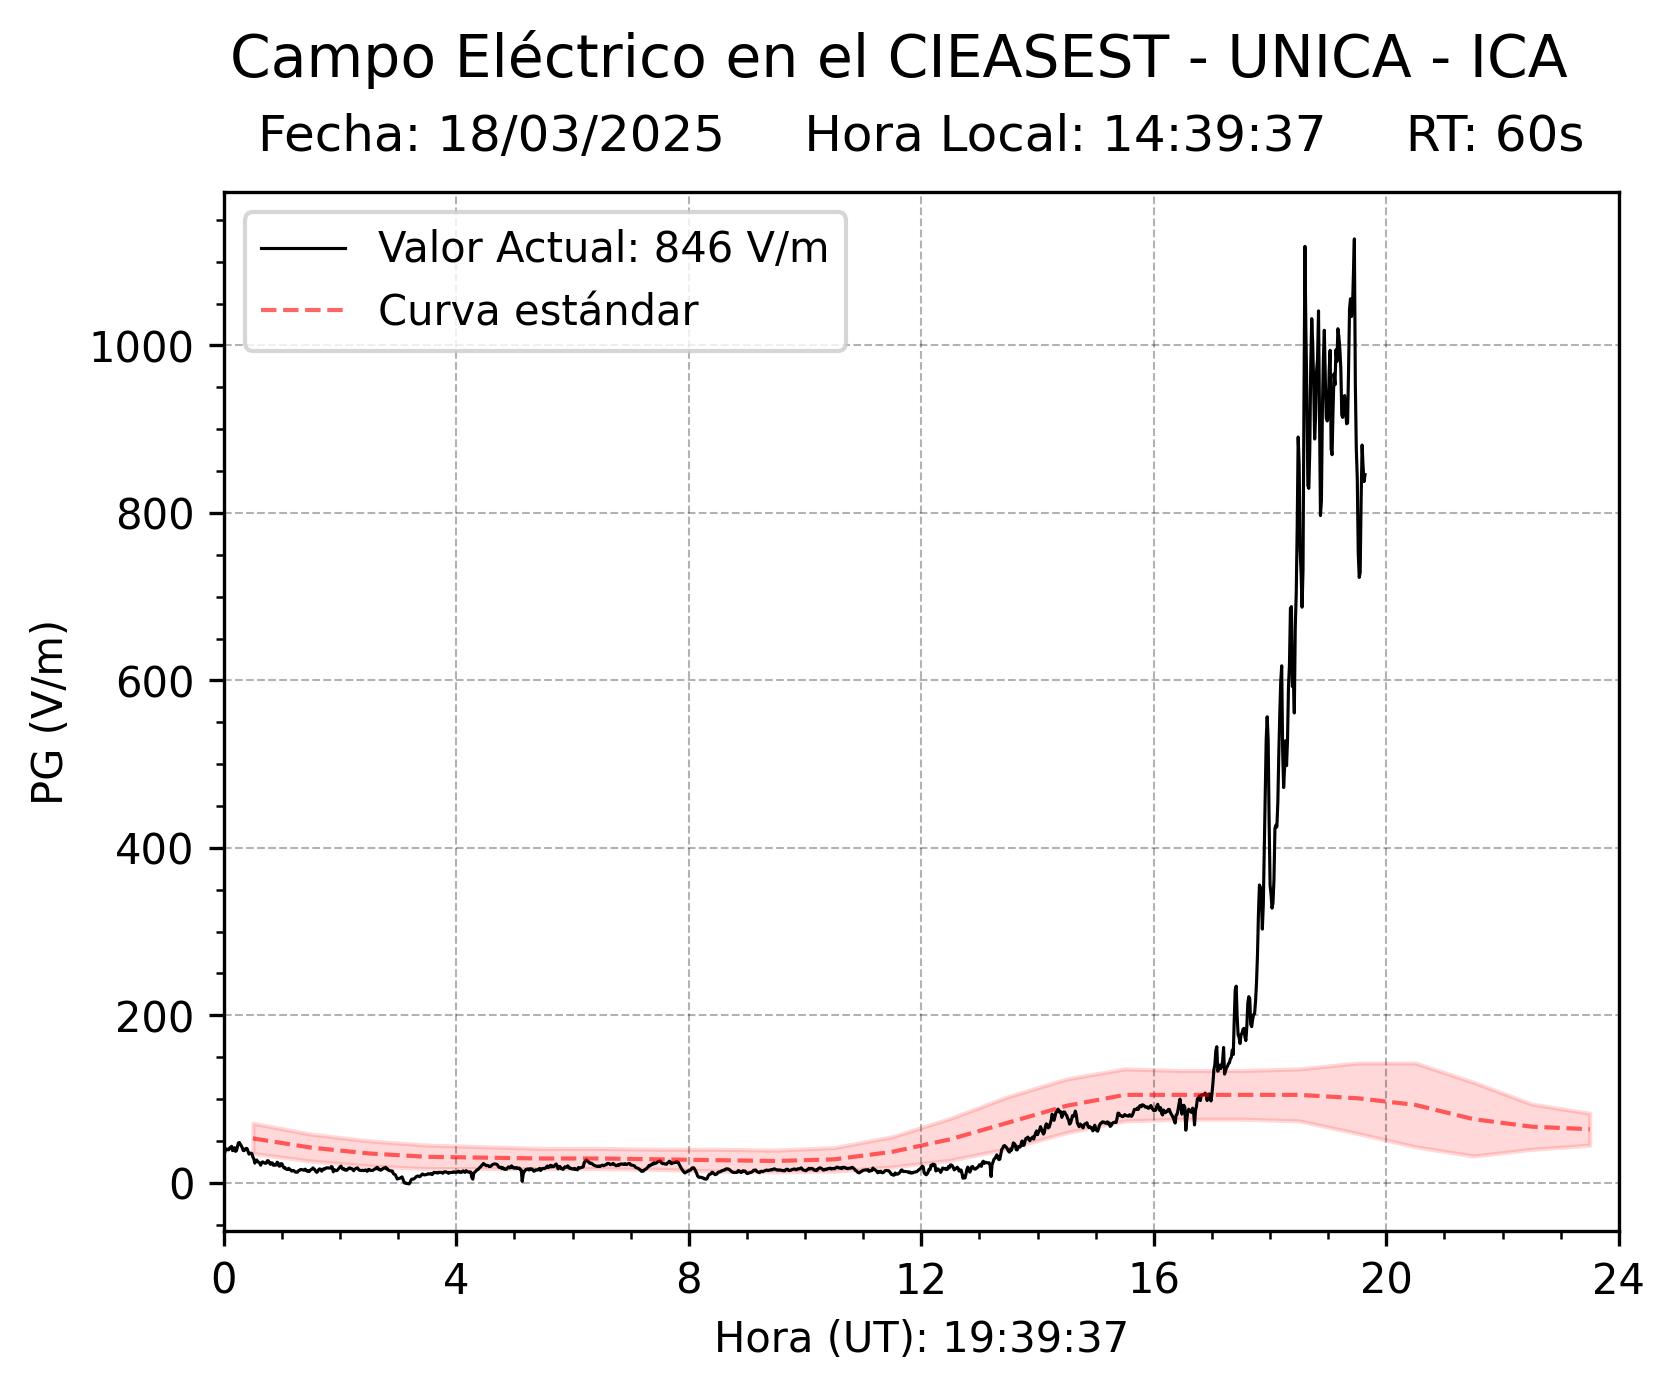 Campo Eléctrico en el CIEASEST - UNICA - ICA
Fecha: 18/03/2025 Hora Local: 14:39:37 RT: 60s
Valor Actual: 846 V/m
Curva estándar
PG (V/m)
1000
800
600
400
200
0
0 4 8 12 16 20 24
Hora (UT): 19:39:37